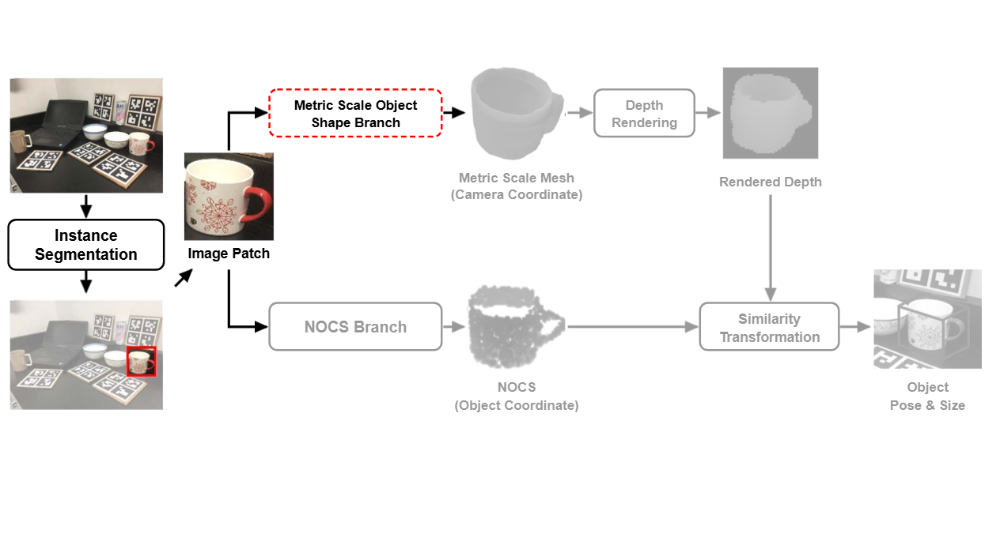 Instance
Segmentation
Image Patch
Metric Scale Object
Shape Branch
Metric Scale Mesh
(Camera Coordinate)
Depth
Rendering
Rendered Depth
NOCS Branch
NOCS
(Object Coordinate)
Similarity
Transformation
Object
Pose & Size